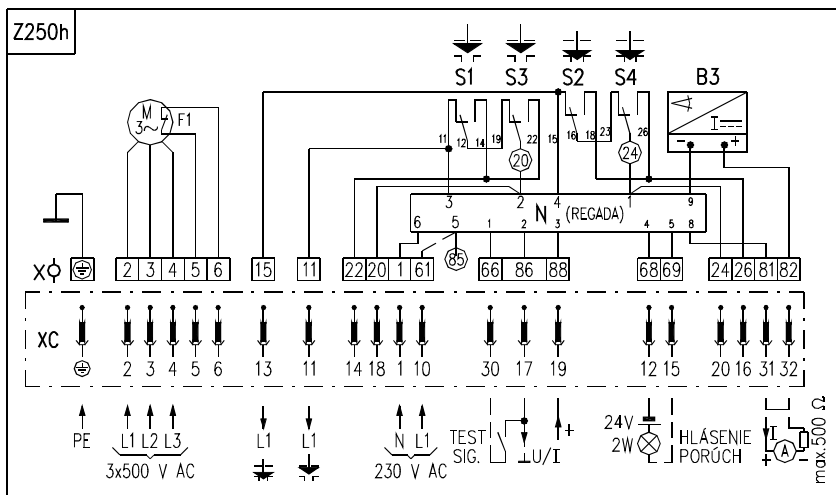 Z250h
S1 S3 S2 S4 B3
M
3~
F1
I
- +
11 12 14 19 22 15 16 18 23 26
20 24
3 2 4 1 9
N (REGADA)
6 5 1 2 3 4 5 8
85
X
2 3 4 5 6 15 11 22 20 1 61 66 86 88 68 69 24 26 81 82
XC
2 3 4 5 6 13 11 14 18 1 10 30 17 19 12 15 20 16 31 32
PE L1 L2 L3
3x500 V AC
L1
L1
N L1
230 V AC
TEST
SIG.
U/I
+
24V
2W
HLÁSENIE
PORÚCH
I
A
+ -
max.500 Ω